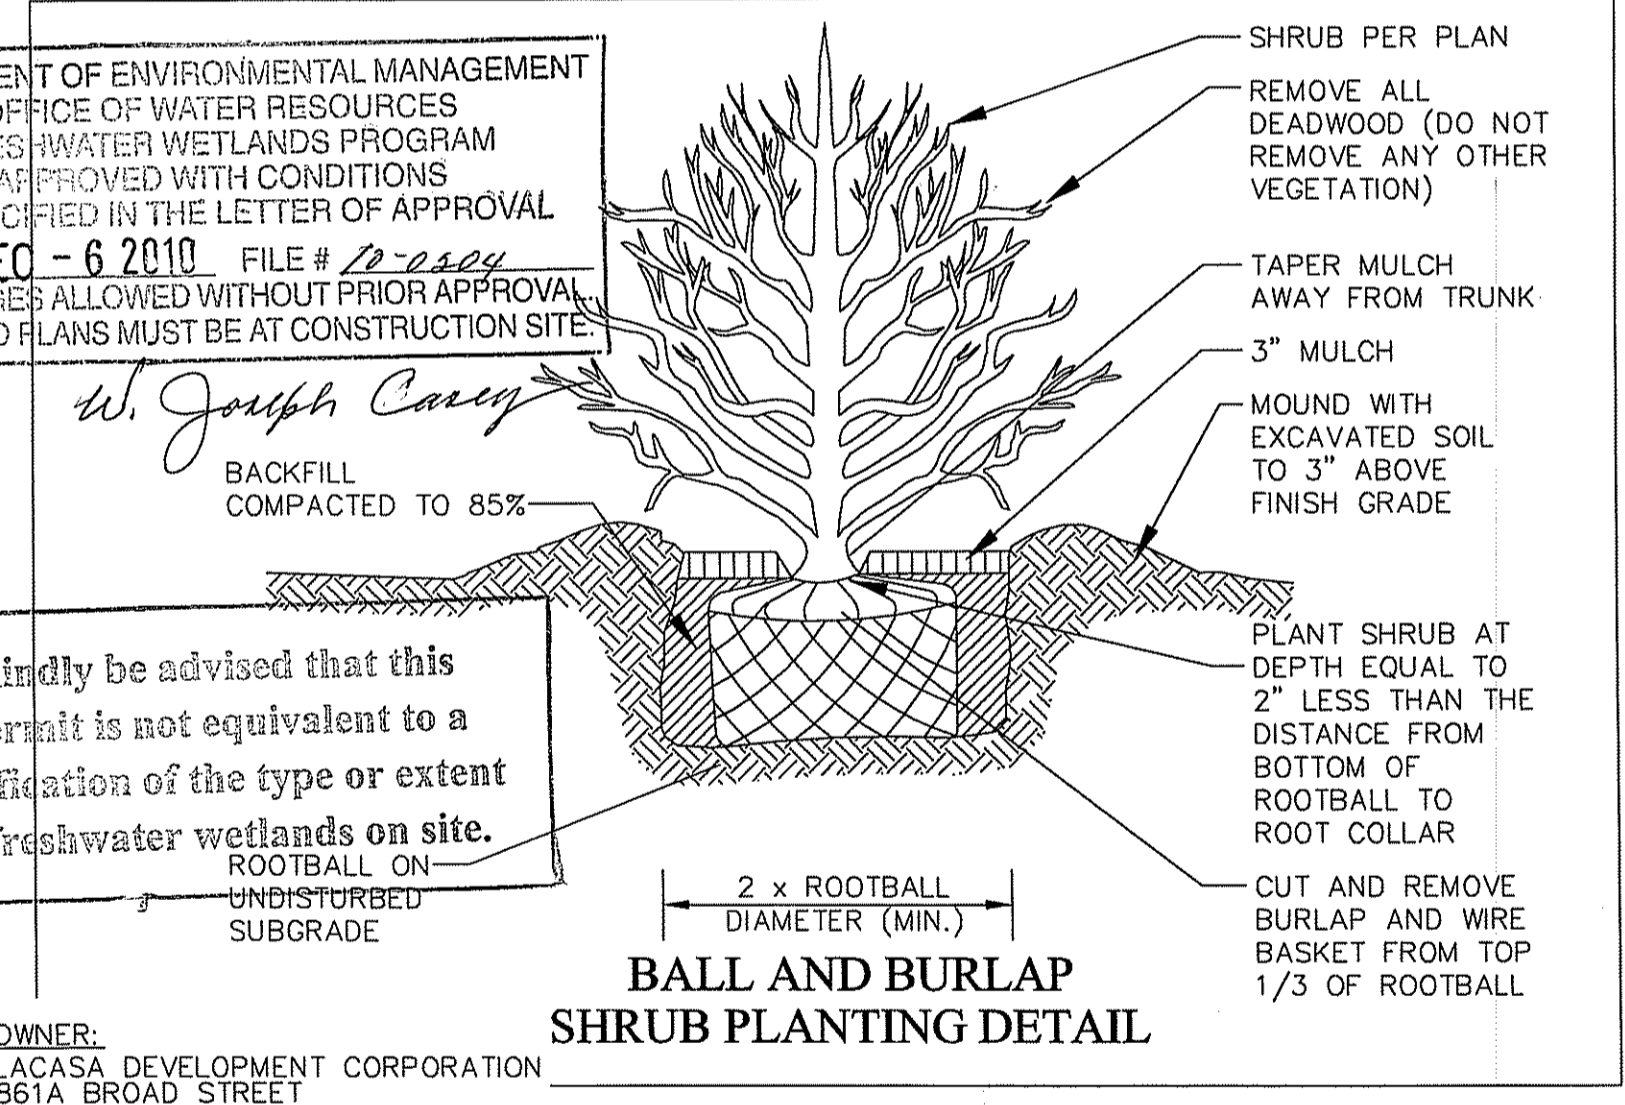 ENT OF ENVIRONMENTAL MANAGEMENT
OFFICE OF WATER RESOURCES
ESHWATER WETLANDS PROGRAM
APPROVED WITH CONDITIONS
CIFIED IN THE LETTER OF APPROVAL
EC - 6 2010 FILE # 10-0204
GES ALLOWED WITHOUT PRIOR APPROVAL.
D PLANS MUST BE AT CONSTRUCTION SITE.
W. Joseph Casey
BACKFILL
COMPACTED TO 85%
indly be advised that this
ermit is not equivalent to a
fication of the type or extent
freshwater wetlands on site.
ROOTBALL ON
UNDISTURBED
SUBGRADE
SHRUB PER PLAN
REMOVE ALL
DEADWOOD (DO NOT
REMOVE ANY OTHER
VEGETATION)
TAPER MULCH
AWAY FROM TRUNK
3" MULCH
MOUND WITH
EXCAVATED SOIL
TO 3" ABOVE
FINISH GRADE
PLANT SHRUB AT
DEPTH EQUAL TO
2" LESS THAN THE
DISTANCE FROM
BOTTOM OF
ROOTBALL TO
ROOT COLLAR
CUT AND REMOVE
BURLAP AND WIRE
BASKET FROM TOP
1/3 OF ROOTBALL
2 x ROOTBALL
DIAMETER (MIN.)
BALL AND BURLAP
SHRUB PLANTING DETAIL
OWNER:
LACASA DEVELOPMENT CORPORATION
861A BROAD STREET